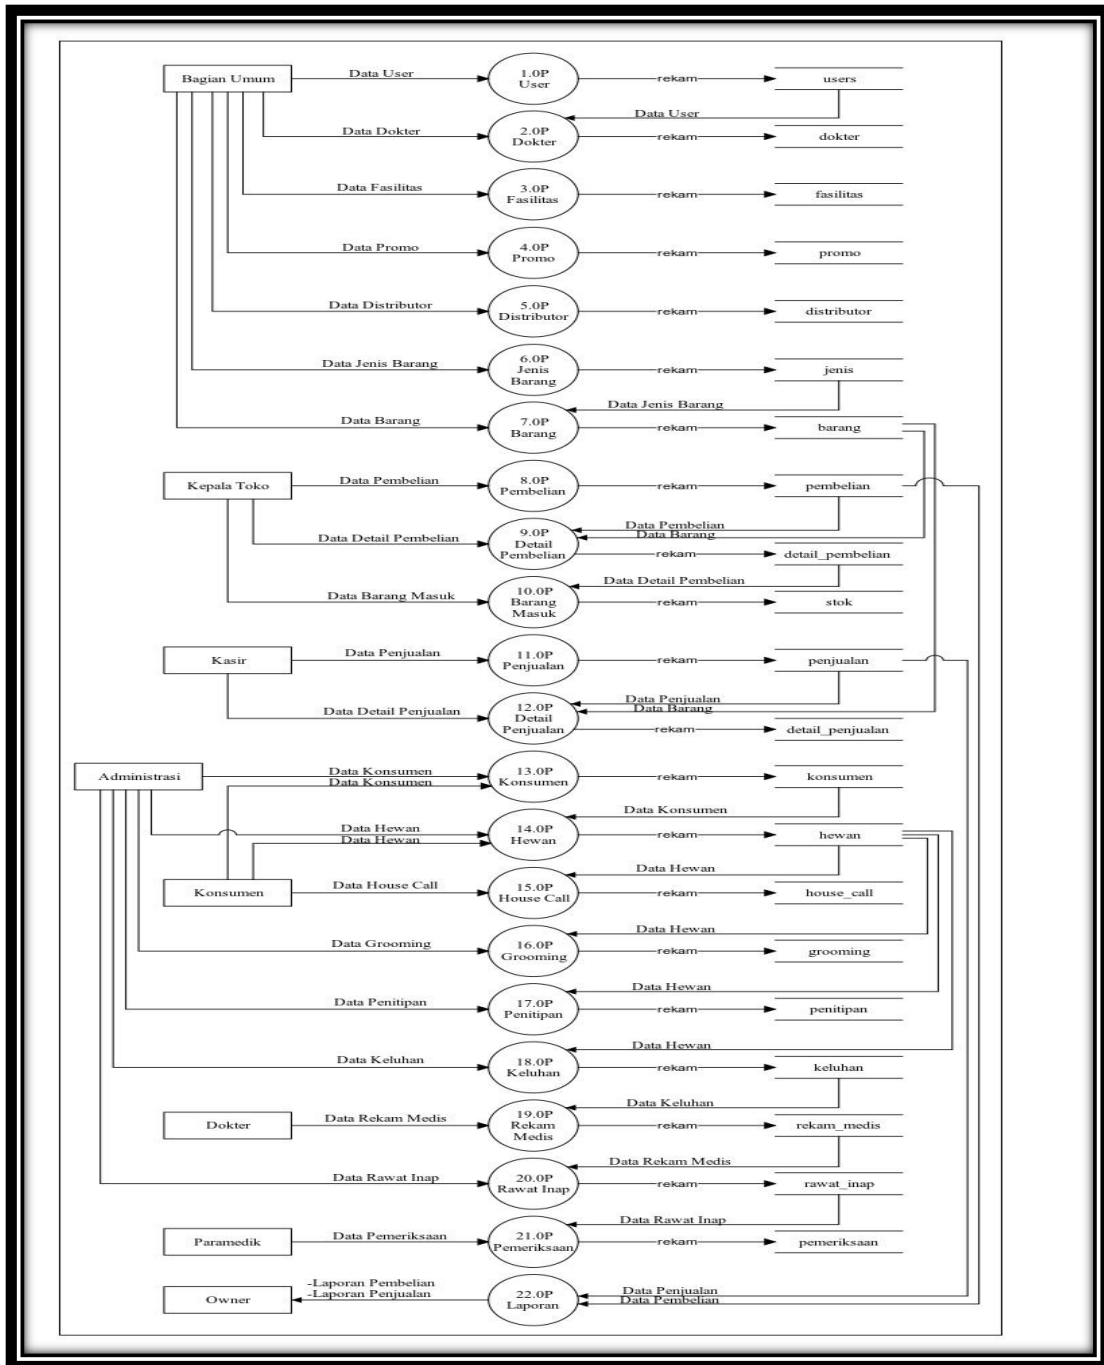 Bagian Umum
Data User
1.0P
User
rekam
users
Data User
Data Dokter
2.0P
Dokter
rekam
dokter
Data Fasilitas
3.0P
Fasilitas
rekam
fasilitas
Data Promo
4.0P
Promo
rekam
promo
Data Distributor
5.0P
Distributor
rekam
distributor
Data Jenis Barang
6.0P
Jenis
Barang
rekam
jenis
Data Jenis Barang
Data Barang
7.0P
Barang
rekam
barang
Kepala Toko
Data Pembelian
8.0P
Pembelian
rekam
pembelian
Data Pembelian
Data Barang
Data Detail Pembelian
9.0P
Detail
Pembelian
rekam
detail_pembelian
Data Detail Pembelian
Data Barang Masuk
10.0P
Barang
Masuk
rekam
stok
Kasir
Data Penjualan
11.0P
Penjualan
rekam
penjualan
Data Penjualan
Data Barang
Data Detail Penjualan
12.0P
Detail
Penjualan
rekam
detail_penjualan
Administrasi
Data Konsumen
Data Konsumen
13.0P
Konsumen
rekam
konsumen
Data Konsumen
Data Hewan
Data Hewan
14.0P
Hewan
rekam
hewan
Data Hewan
Konsumen
Data House Call
15.0P
House Call
rekam
house_call
Data Hewan
Data Grooming
16.0P
Grooming
rekam
grooming
Data Hewan
Data Penitipan
17.0P
Penitipan
rekam
penitipan
Data Hewan
Data Keluhan
18.0P
Keluhan
rekam
keluhan
Data Keluhan
Dokter
Data Rekam Medis
19.0P
Rekam
Medis
rekam
rekam_medis
Data Rekam Medis
Data Rawat Inap
20.0P
Rawat Inap
rekam
rawat_inap
Data Rawat Inap
Paramedik
Data Pemeriksaan
21.0P
Pemeriksaan
rekam
pemeriksaan
Owner
-Laporan Pembelian
-Laporan Penjualan
22.0P
Laporan
Data Penjualan
Data Pembelian